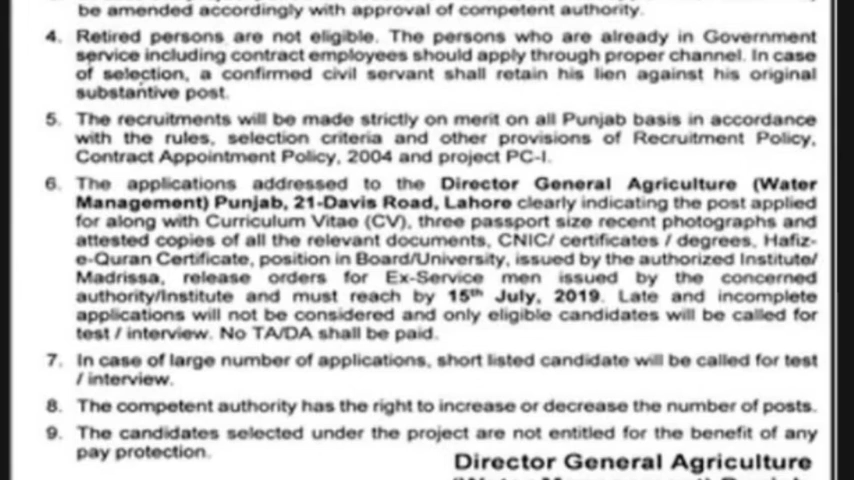 be amended accordingly with approval of competent authority.
4. Retired persons are not eligible. The persons who are already in Government
service including contract employees should apply through proper channel. In case
of selection, a confirmed civil servant shall retain his lien against his original
substantive post.
5. The recruitments will be made strictly on merit on all Punjab basis in accordance
with the rules, selection criteria and other provisions of Recruitment Policy,
Contract Appointment Policy, 2004 and project PC-I.
6. The applications addressed to the Director General Agriculture (Water
Management) Punjab, 21-Davis Road, Lahore clearly indicating the post applied
for along with Curriculum Vitae (CV), three passport size recent photographs and
attested copies of all the relevant documents, CNIC/ certificates / degrees, Hafiz-
e-Quran Certificate, position in Board/University, issued by the authorized Institute/
Madrissa, release orders for Ex-Service men issued by the concerned
authority/Institute and must reach by 15th July, 2019. Late and incomplete
applications will not be considered and only eligible candidates will be called for
test / interview. No TA/DA shall be paid.
7. In case of large number of applications, short listed candidate will be called for test
/ interview.
8. The competent authority has the right to increase or decrease the number of posts.
9. The candidates selected under the project are not entitled for the benefit of any
pay protection.
Director General Agriculture